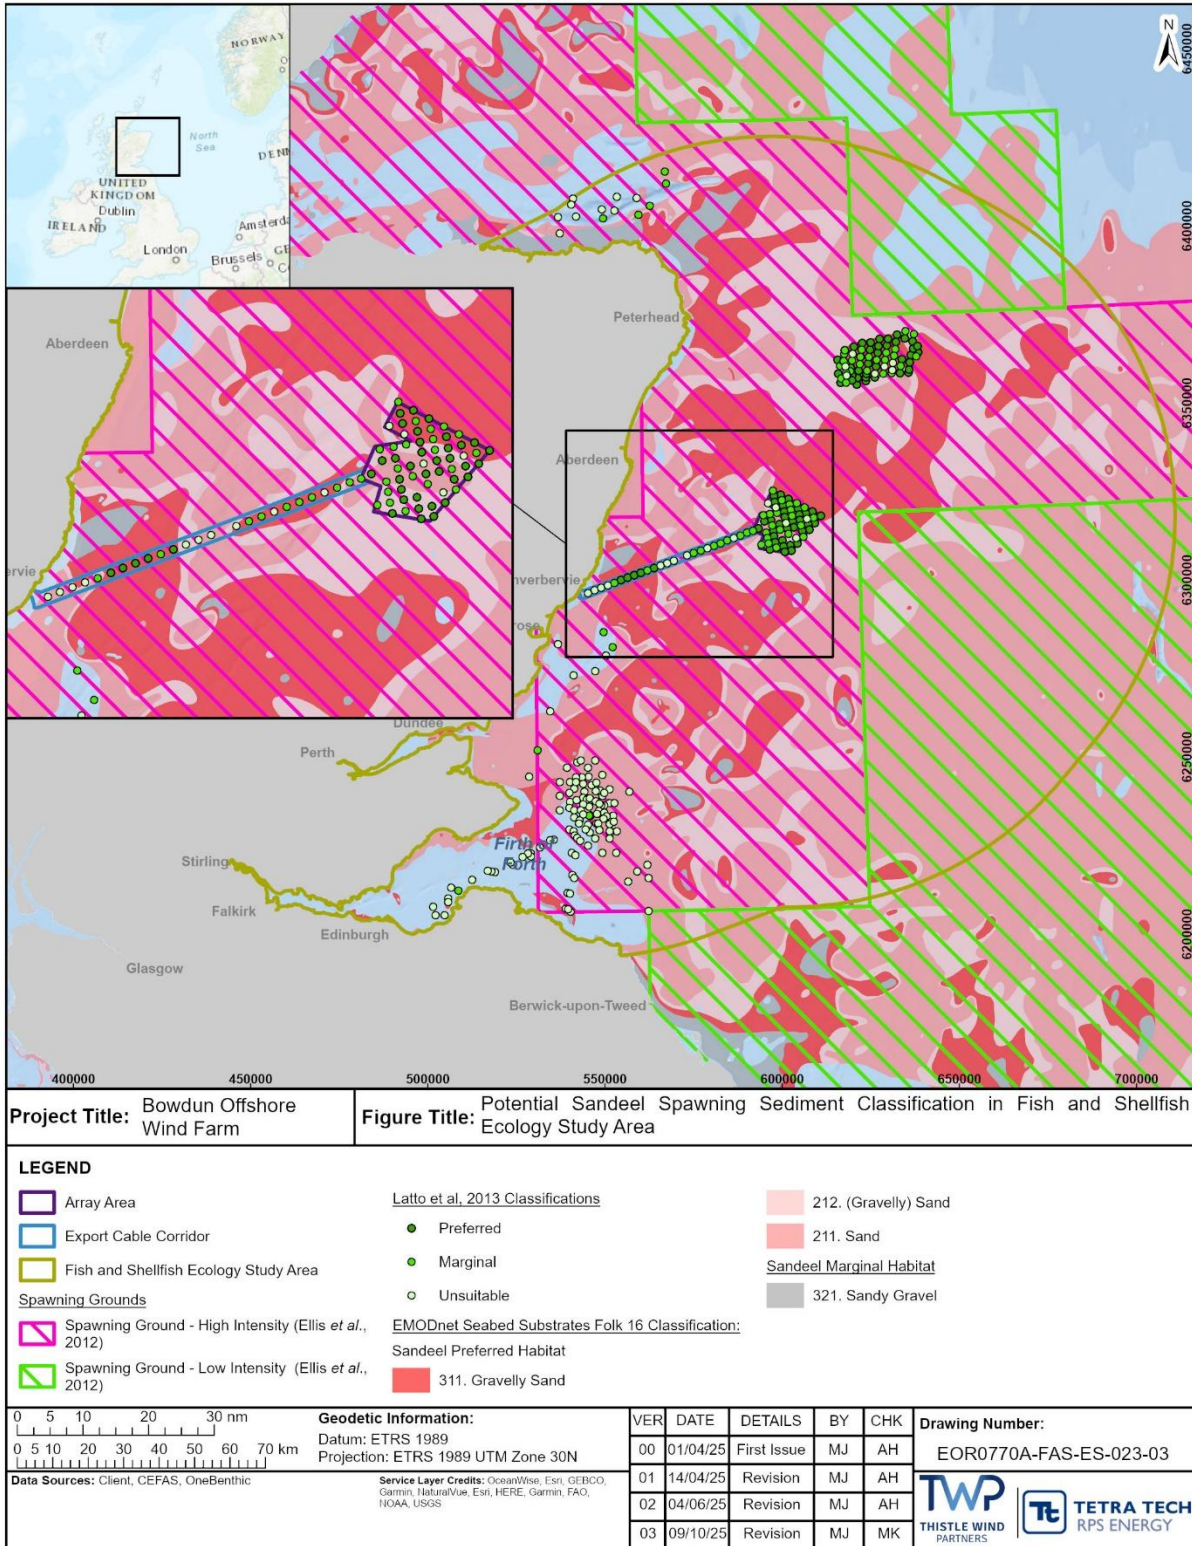 N
NORWAY
North
Sea
DEN
UNITED
KINGDOM
Dublin
IRELAND
Amsterda
London
Brussels
GE
6450000
6400000
6350000
6300000
6250000
6200000
Peterhead
Aberdeen
Aberdeen
ervie
nverbervie
rose
Dundee
Perth
Firth of
Forth
Stirling
Falkirk
Edinburgh
Glasgow
Berwick-upon-Tweed
400000 450000 500000 550000 600000 650000 700000
Project Title: Bowdun Offshore
Wind Farm
Figure Title: Potential Sandeel Spawning Sediment Classification in Fish and Shellfish
Ecology Study Area
LEGEND
Array Area
Export Cable Corridor
Fish and Shellfish Ecology Study Area
Spawning Grounds
Spawning Ground - High Intensity (Ellis et al.,
2012)
Spawning Ground - Low Intensity (Ellis et al.,
2012)
Latto et al, 2013 Classifications
Preferred
Marginal
Unsuitable
EMODnet Seabed Substrates Folk 16 Classification:
Sandeel Preferred Habitat
311. Gravelly Sand
212. (Gravelly) Sand
211. Sand
Sandeel Marginal Habitat
321. Sandy Gravel
0 5 10 20 30 nm
0 5 10 20 30 40 50 60 70 km
Geodetic Information:
Datum: ETRS 1989
Projection: ETRS 1989 UTM Zone 30N
Data Sources: Client, CEFAS, OneBenthic
Service Layer Credits: OceanWise, Esri, GEBCO,
Garmin, NaturalVue, Esri, HERE, Garmin, FAO,
NOAA, USGS
VER DATE DETAILS BY CHK
00 01/04/25 First Issue MJ AH
01 14/04/25 Revision MJ AH
02 04/06/25 Revision MJ AH
03 09/10/25 Revision MJ MK
Drawing Number:
EOR0770A-FAS-ES-023-03
TWP
THISTLE WIND
PARTNERS
Tt
TETRA TECH
RPS ENERGY